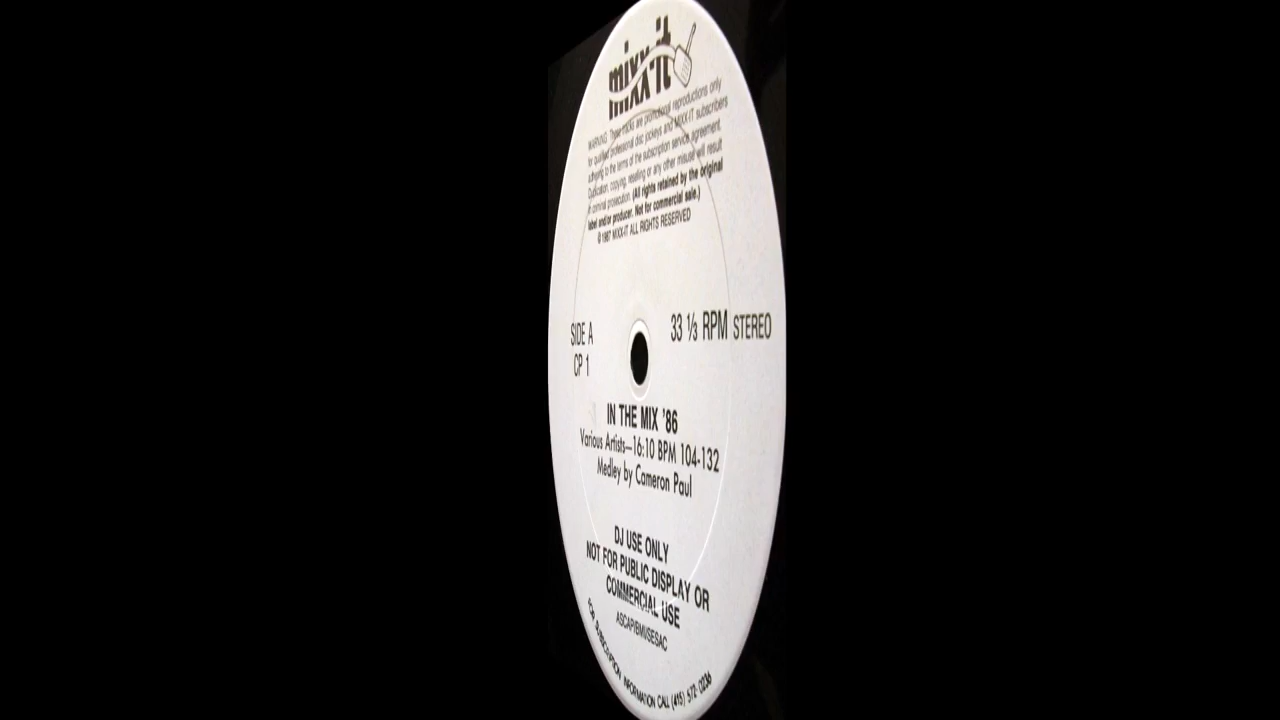 mixx-it
WARNING: These tracks are promotional reproductions only
for qualified professional disc jockeys and MIXX-IT subscribers
adhering to the terms of the subscription service agreement.
Duplication, copying, reselling or any other misuse will result
in criminal prosecution. (All rights retained by the original
label and/or producer. Not for commercial sale.)
© 1987 MIXX-IT ALL RIGHTS RESERVED
SIDE A
CP 1
33 ⅓ RPM STEREO
IN THE MIX '86
Various Artists—16:10 BPM 104-132
Medley by Cameron Paul
DJ USE ONLY
NOT FOR PUBLIC DISPLAY OR
COMMERCIAL USE
ASCAP/BMI/SESAC
FOR SUBSCRIPTION INFORMATION CALL (415) 572-0236